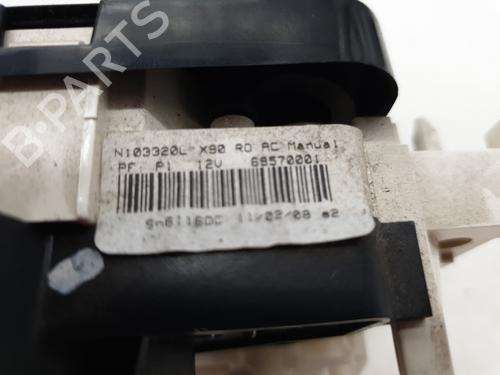 N103320L X90 RO AC Manual
PF P1 12V 69570001
Sn6116DC 11/02/08 e2
B-PARTS